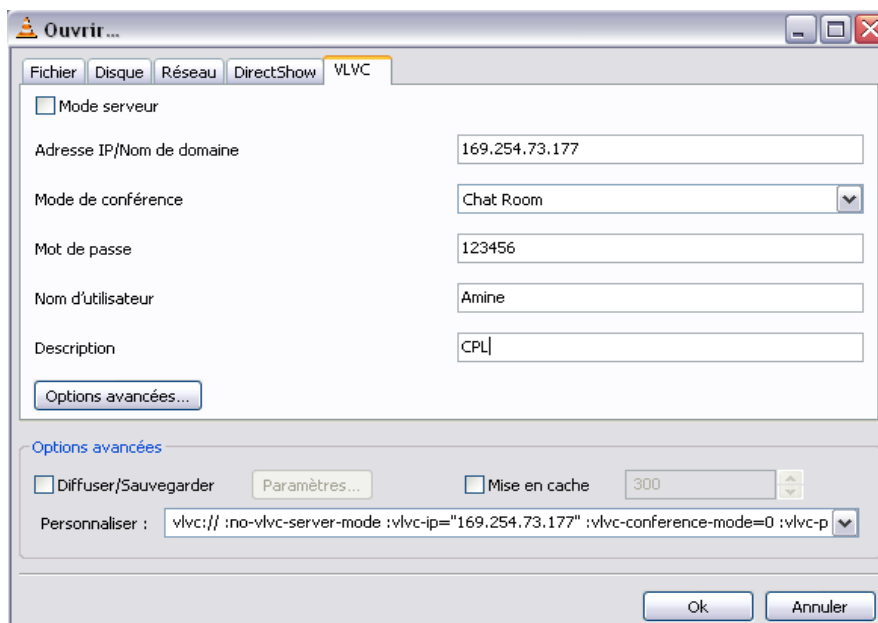 Ouvrir...
Fichier Disque Réseau DirectShow VLVC
Mode serveur
Adresse IP/Nom de domaine 169.254.73.177
Mode de conférence Chat Room
Mot de passe 123456
Nom d'utilisateur Amine
Description CPL
Options avancées...
Options avancées
Diffuser/Sauvegarder Paramètres... Mise en cache 300
Personnaliser : vlvc:// :no-vlvc-server-mode :vlvc-ip="169.254.73.177" :vlvc-conference-mode=0 :vlvc-p
Ok Annuler